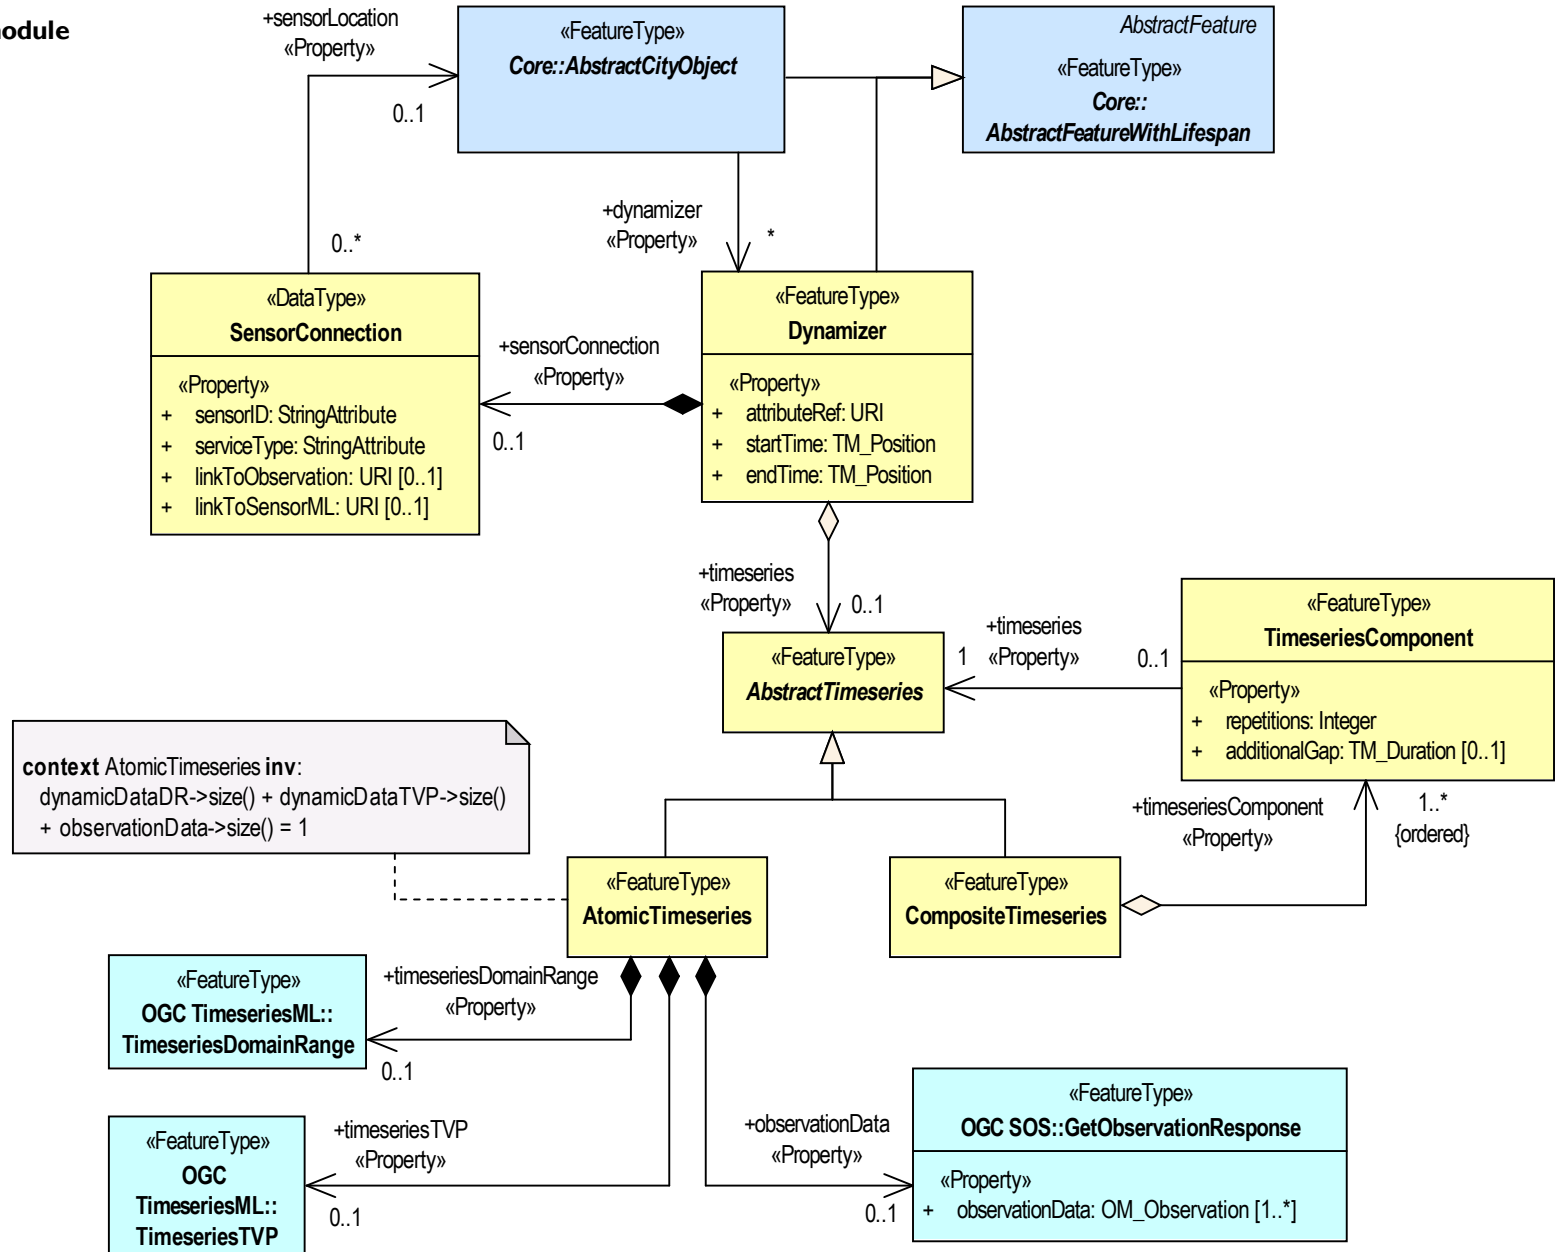 odule
+sensorLocation
«Property»
0..1
«FeatureType»
Core::AbstractCityObject
AbstractFeature
«FeatureType»
Core::
AbstractFeatureWithLifespan
+dynamizer
«Property»
*
0..*
«DataType»
SensorConnection
«Property»
+ sensorID: StringAttribute
+ serviceType: StringAttribute
+ linkToObservation: URI [0..1]
+ linkToSensorML: URI [0..1]
+sensorConnection
«Property»
0..1
«FeatureType»
Dynamizer
«Property»
+ attributeRef: URI
+ startTime: TM_Position
+ endTime: TM_Position
+timeseries
«Property»
0..1
«FeatureType»
AbstractTimeseries
+timeseries
1 «Property» 0..1
«FeatureType»
TimeseriesComponent
«Property»
+ repetitions: Integer
+ additionalGap: TM_Duration [0..1]
context AtomicTimeseries inv:
dynamicDataDR->size() + dynamicDataTVP->size()
+ observationData->size() = 1
+timeseriesComponent
«Property»
1..*
{ordered}
«FeatureType»
AtomicTimeseries
«FeatureType»
CompositeTimeseries
«FeatureType»
OGC TimeseriesML::
TimeseriesDomainRange
+timeseriesDomainRange
«Property»
0..1
«FeatureType»
OGC
TimeseriesML::
TimeseriesTVP
+timeseriesTVP
«Property»
0..1
+observationData
«Property»
0..1
«FeatureType»
OGC SOS::GetObservationResponse
«Property»
+ observationData: OM_Observation [1..*]